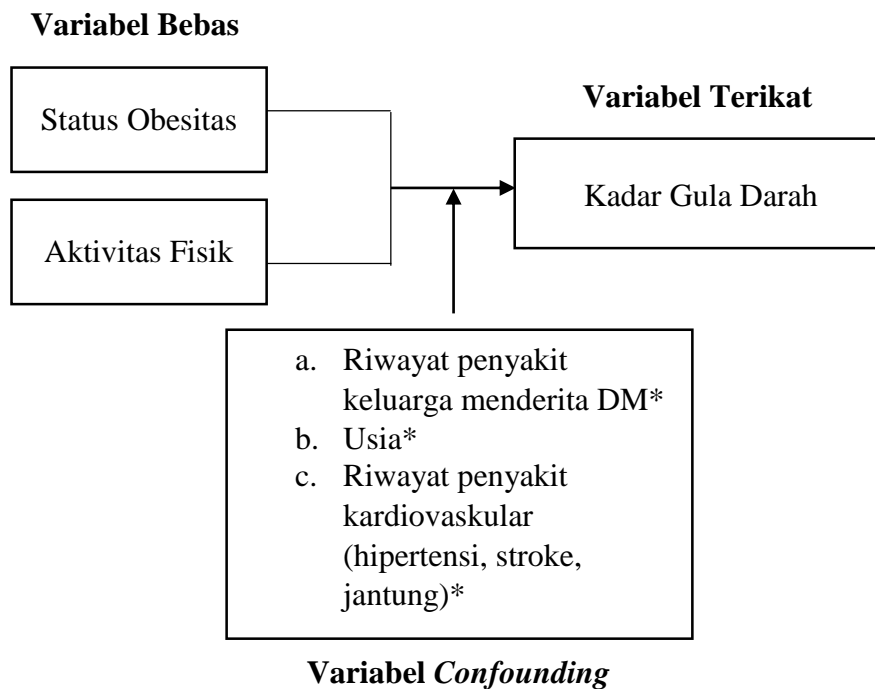 Variabel Bebas
Status Obesitas
Aktivitas Fisik
Variabel Terikat
Kadar Gula Darah
a. Riwayat penyakit
keluarga menderita DM*
b. Usia*
c. Riwayat penyakit
kardiovaskular
(hipertensi, stroke,
jantung)*
Variabel Confounding